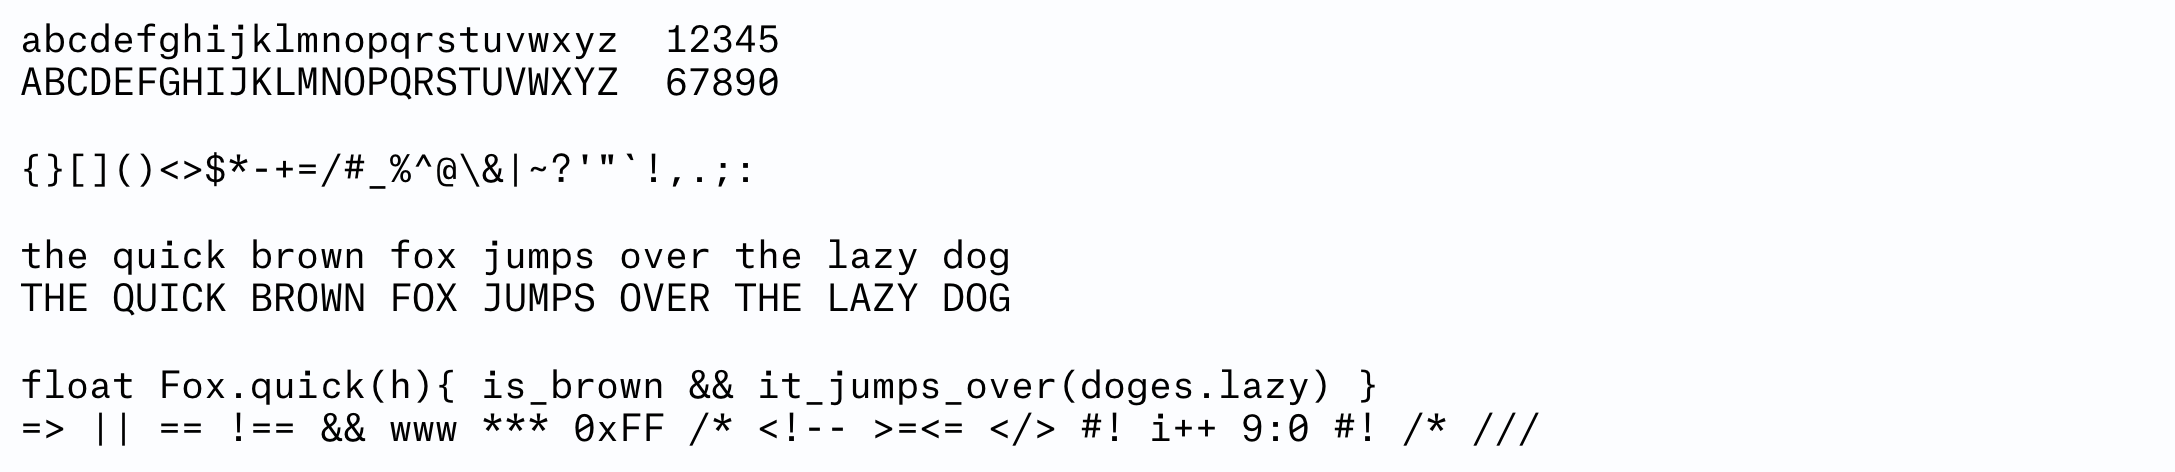 abcdefghijklmnopqrstuvwxyz  12345
ABCDEFGHIJKLMNOPQRSTUVWXYZ  67890
{}[]()<>$*-+=/#_%^@\&|~?'"`!,.;:
the quick brown fox jumps over the lazy dog
THE QUICK BROWN FOX JUMPS OVER THE LAZY DOG
float Fox.quick(h){ is_brown && it_jumps_over(doges.lazy) }
=> || == !== && www *** 0xFF /* <!-- >=<= </> #! i++ 9:0 #! /* ///